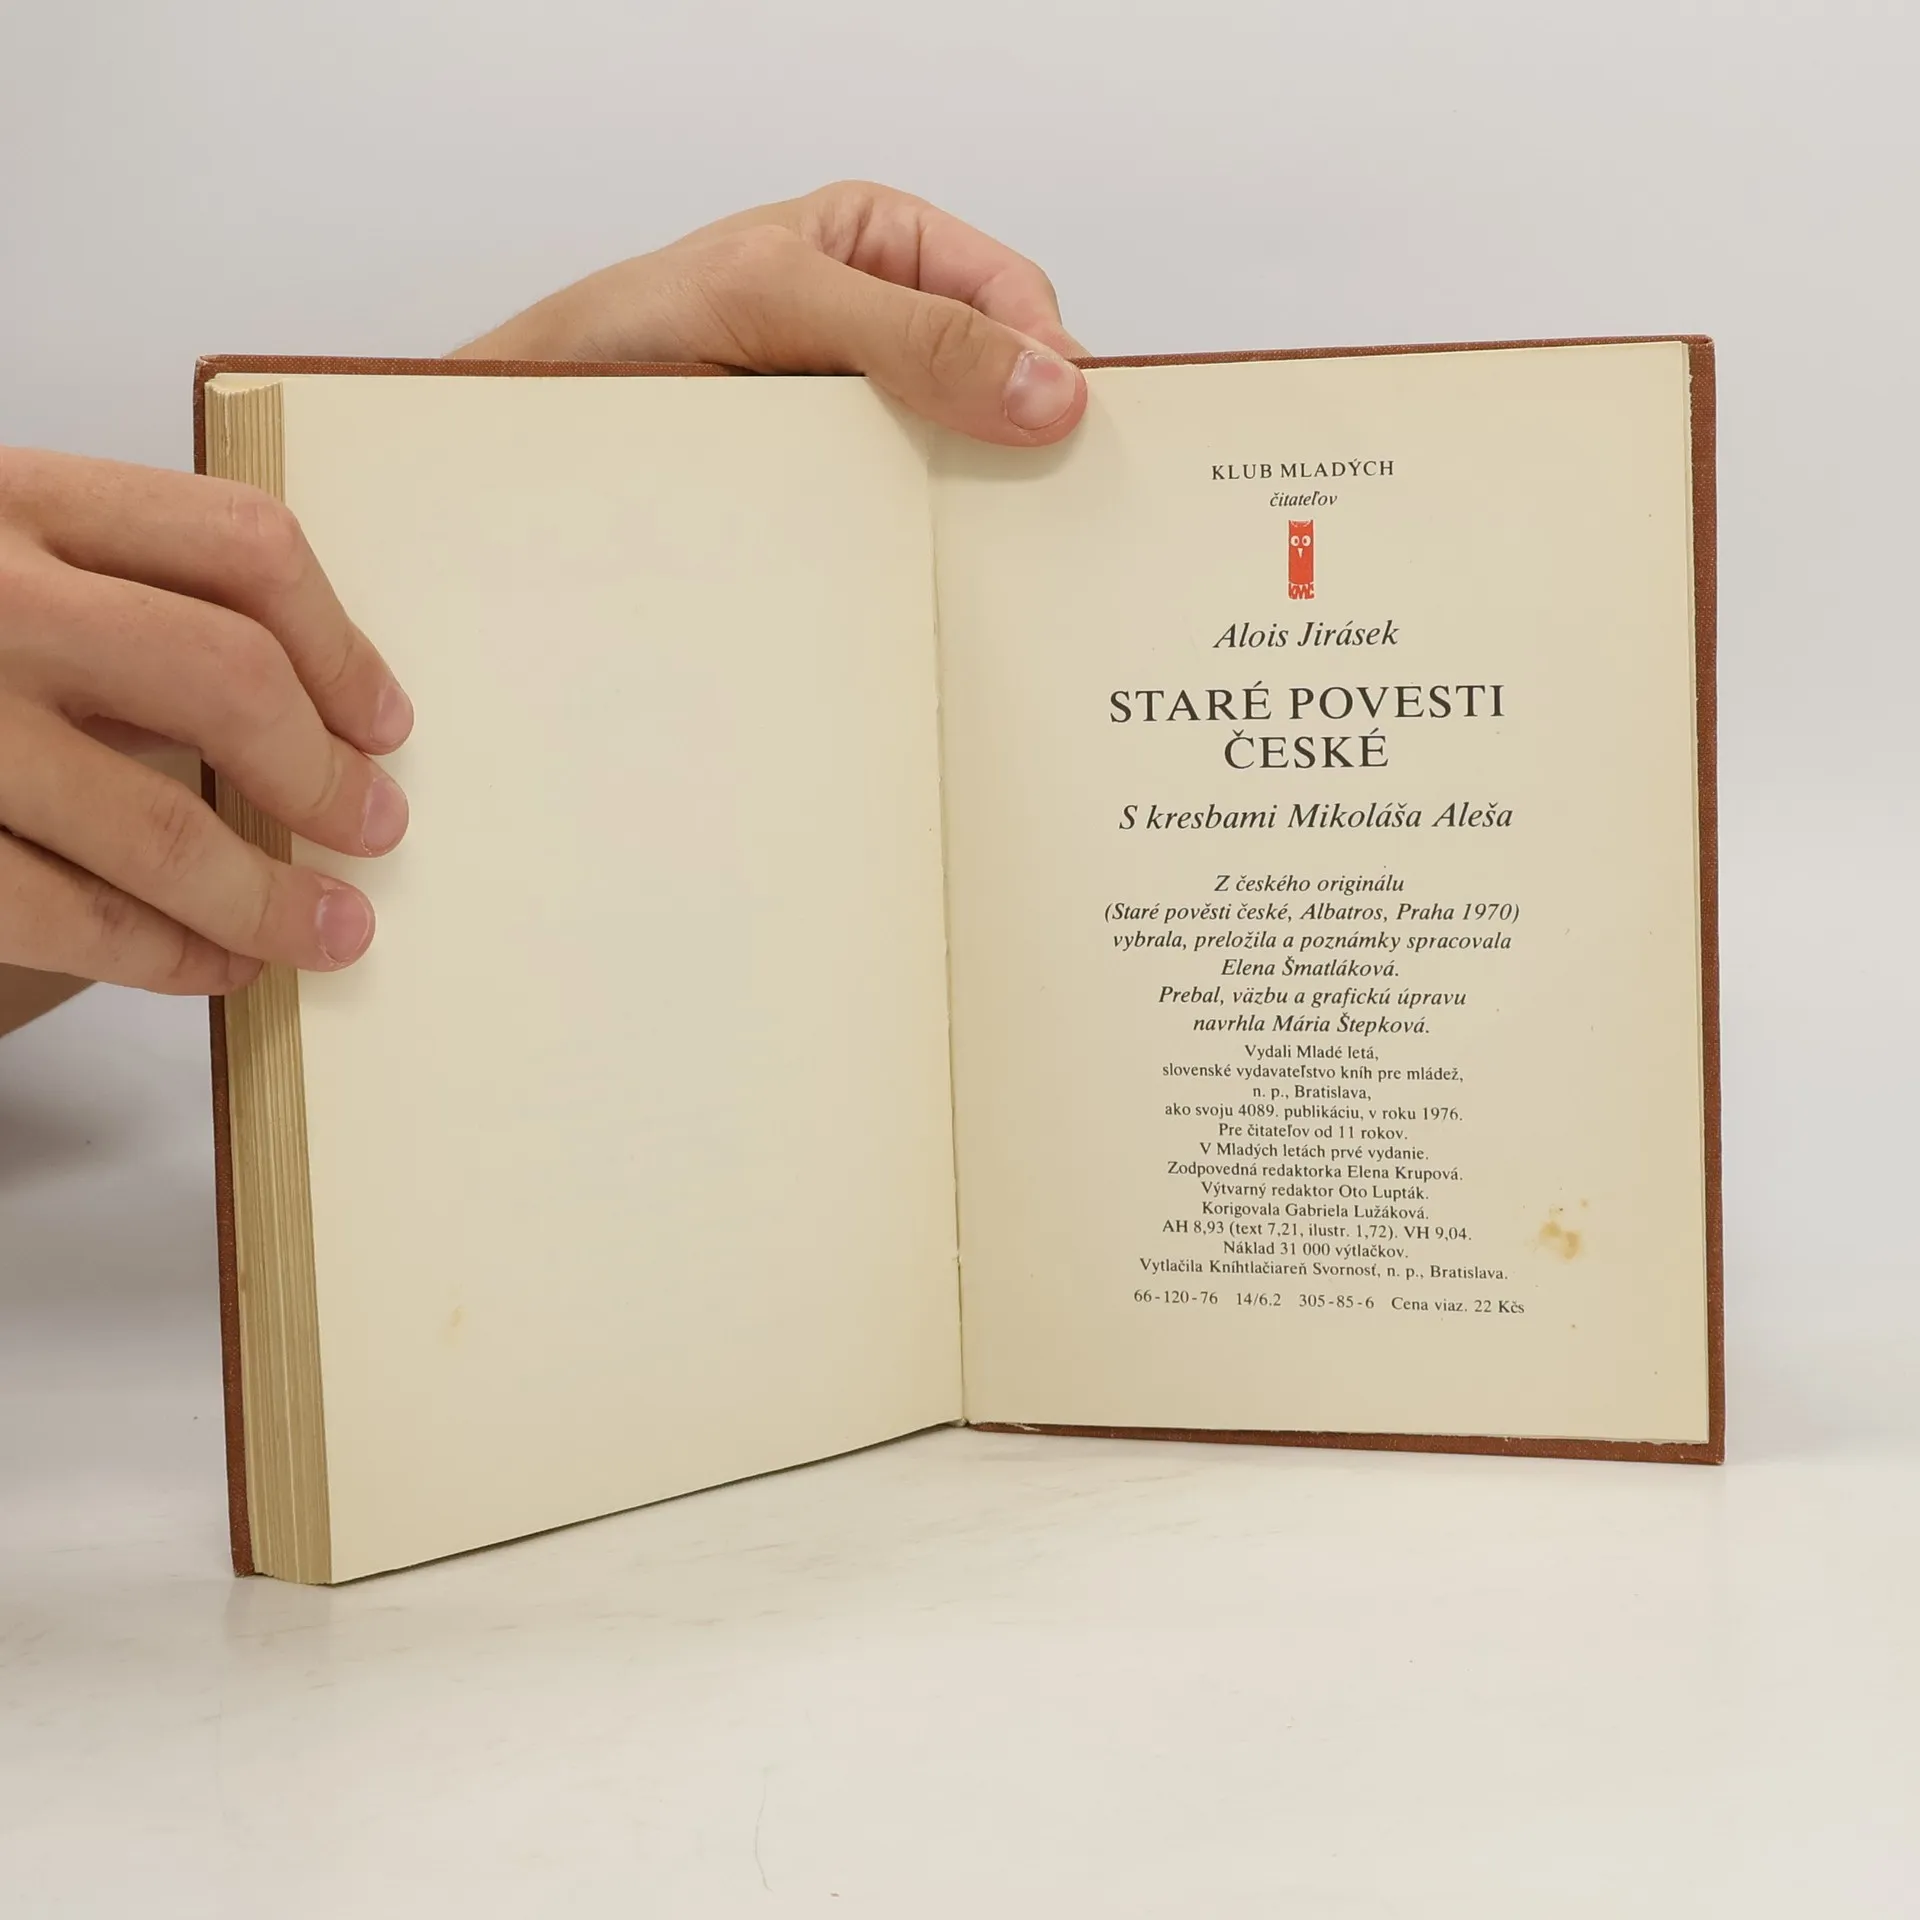 KLUB MLADÝCH
čitateľov
KMČ
Alois Jirásek
STARÉ POVESTI
ČESKÉ
S kresbami Mikoláša Aleša
Z českého originálu
(Staré pověsti české, Albatros, Praha 1970)
vybrala, preložila a poznámky spracovala
Elena Šmatláková.
Prebal, väzbu a grafickú úpravu
navrhla Mária Štepková.
Vydali Mladé letá,
slovenské vydavateľstvo kníh pre mládež,
n. p., Bratislava,
ako svoju 4089. publikáciu, v roku 1976.
Pre čitateľov od 11 rokov.
V Mladých letách prvé vydanie.
Zodpovedná redaktorka Elena Krupová.
Výtvarný redaktor Oto Lupták.
Korigovala Gabriela Lužáková.
AH 8,93 (text 7,21, ilustr. 1,72). VH 9,04.
Náklad 31 000 výtlačkov.
Vytlačila Kníhtlačiareň Svornosť, n. p., Bratislava.
66-120-76 14/6.2 305-85-6 Cena viaz. 22 Kčs